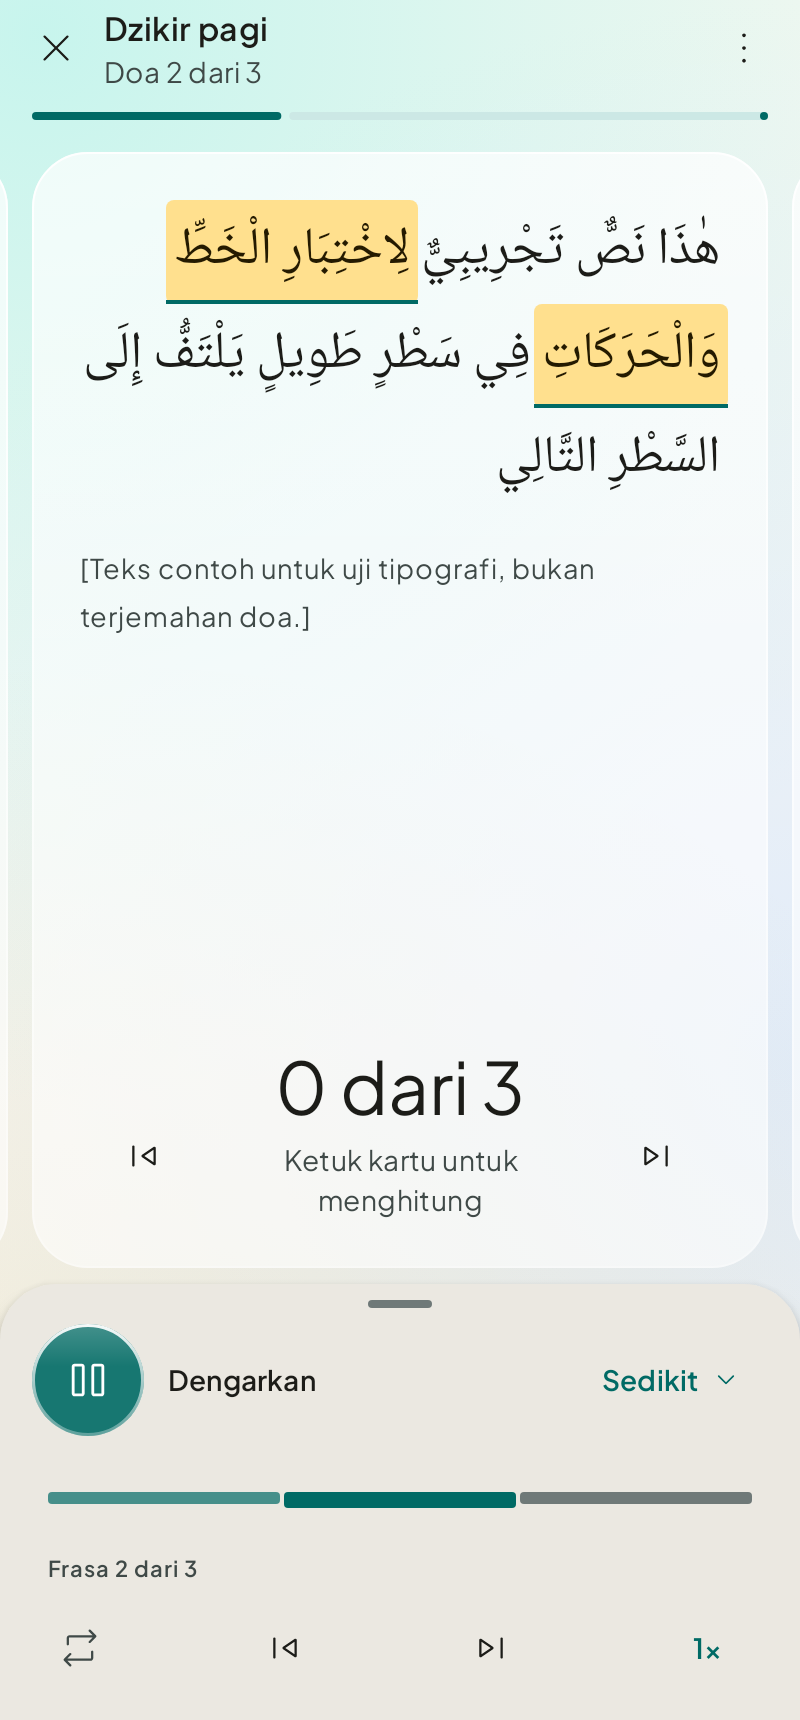 Dzikir pagi
Doa 2 dari 3
هٰذَا نَصٌّ تَجْرِيبِيٌّ لِاخْتِبَارِ الْخَطِّ
وَالْحَرَكَاتِ فِي سَطْرٍ طَوِيلٍ يَلْتَفُّ إِلَى
السَّطْرِ التَّالِي
[Teks contoh untuk uji tipografi, bukan
terjemahan doa.]
0 dari 3
Ketuk kartu untuk
menghitung
Dengarkan
Sedikit
Frasa 2 dari 3
1×